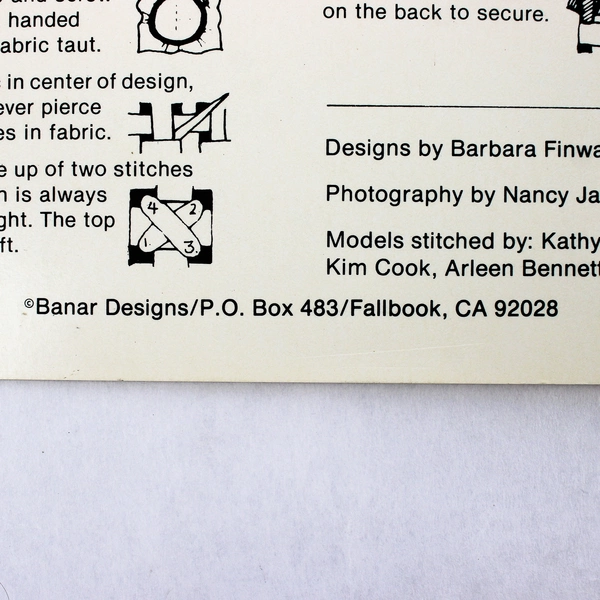 handed
abric taut.
in center of design,
ever pierce
es in fabric.
e up of two stitches
n is always
ght. The top
ft.
4 2
1. 3.
on the back to secure.
Designs by Barbara Finwa
Photography by Nancy Ja
Models stitched by: Kathy
Kim Cook, Arleen Bennett
©Banar Designs/P.O. Box 483/Fallbook, CA 92028